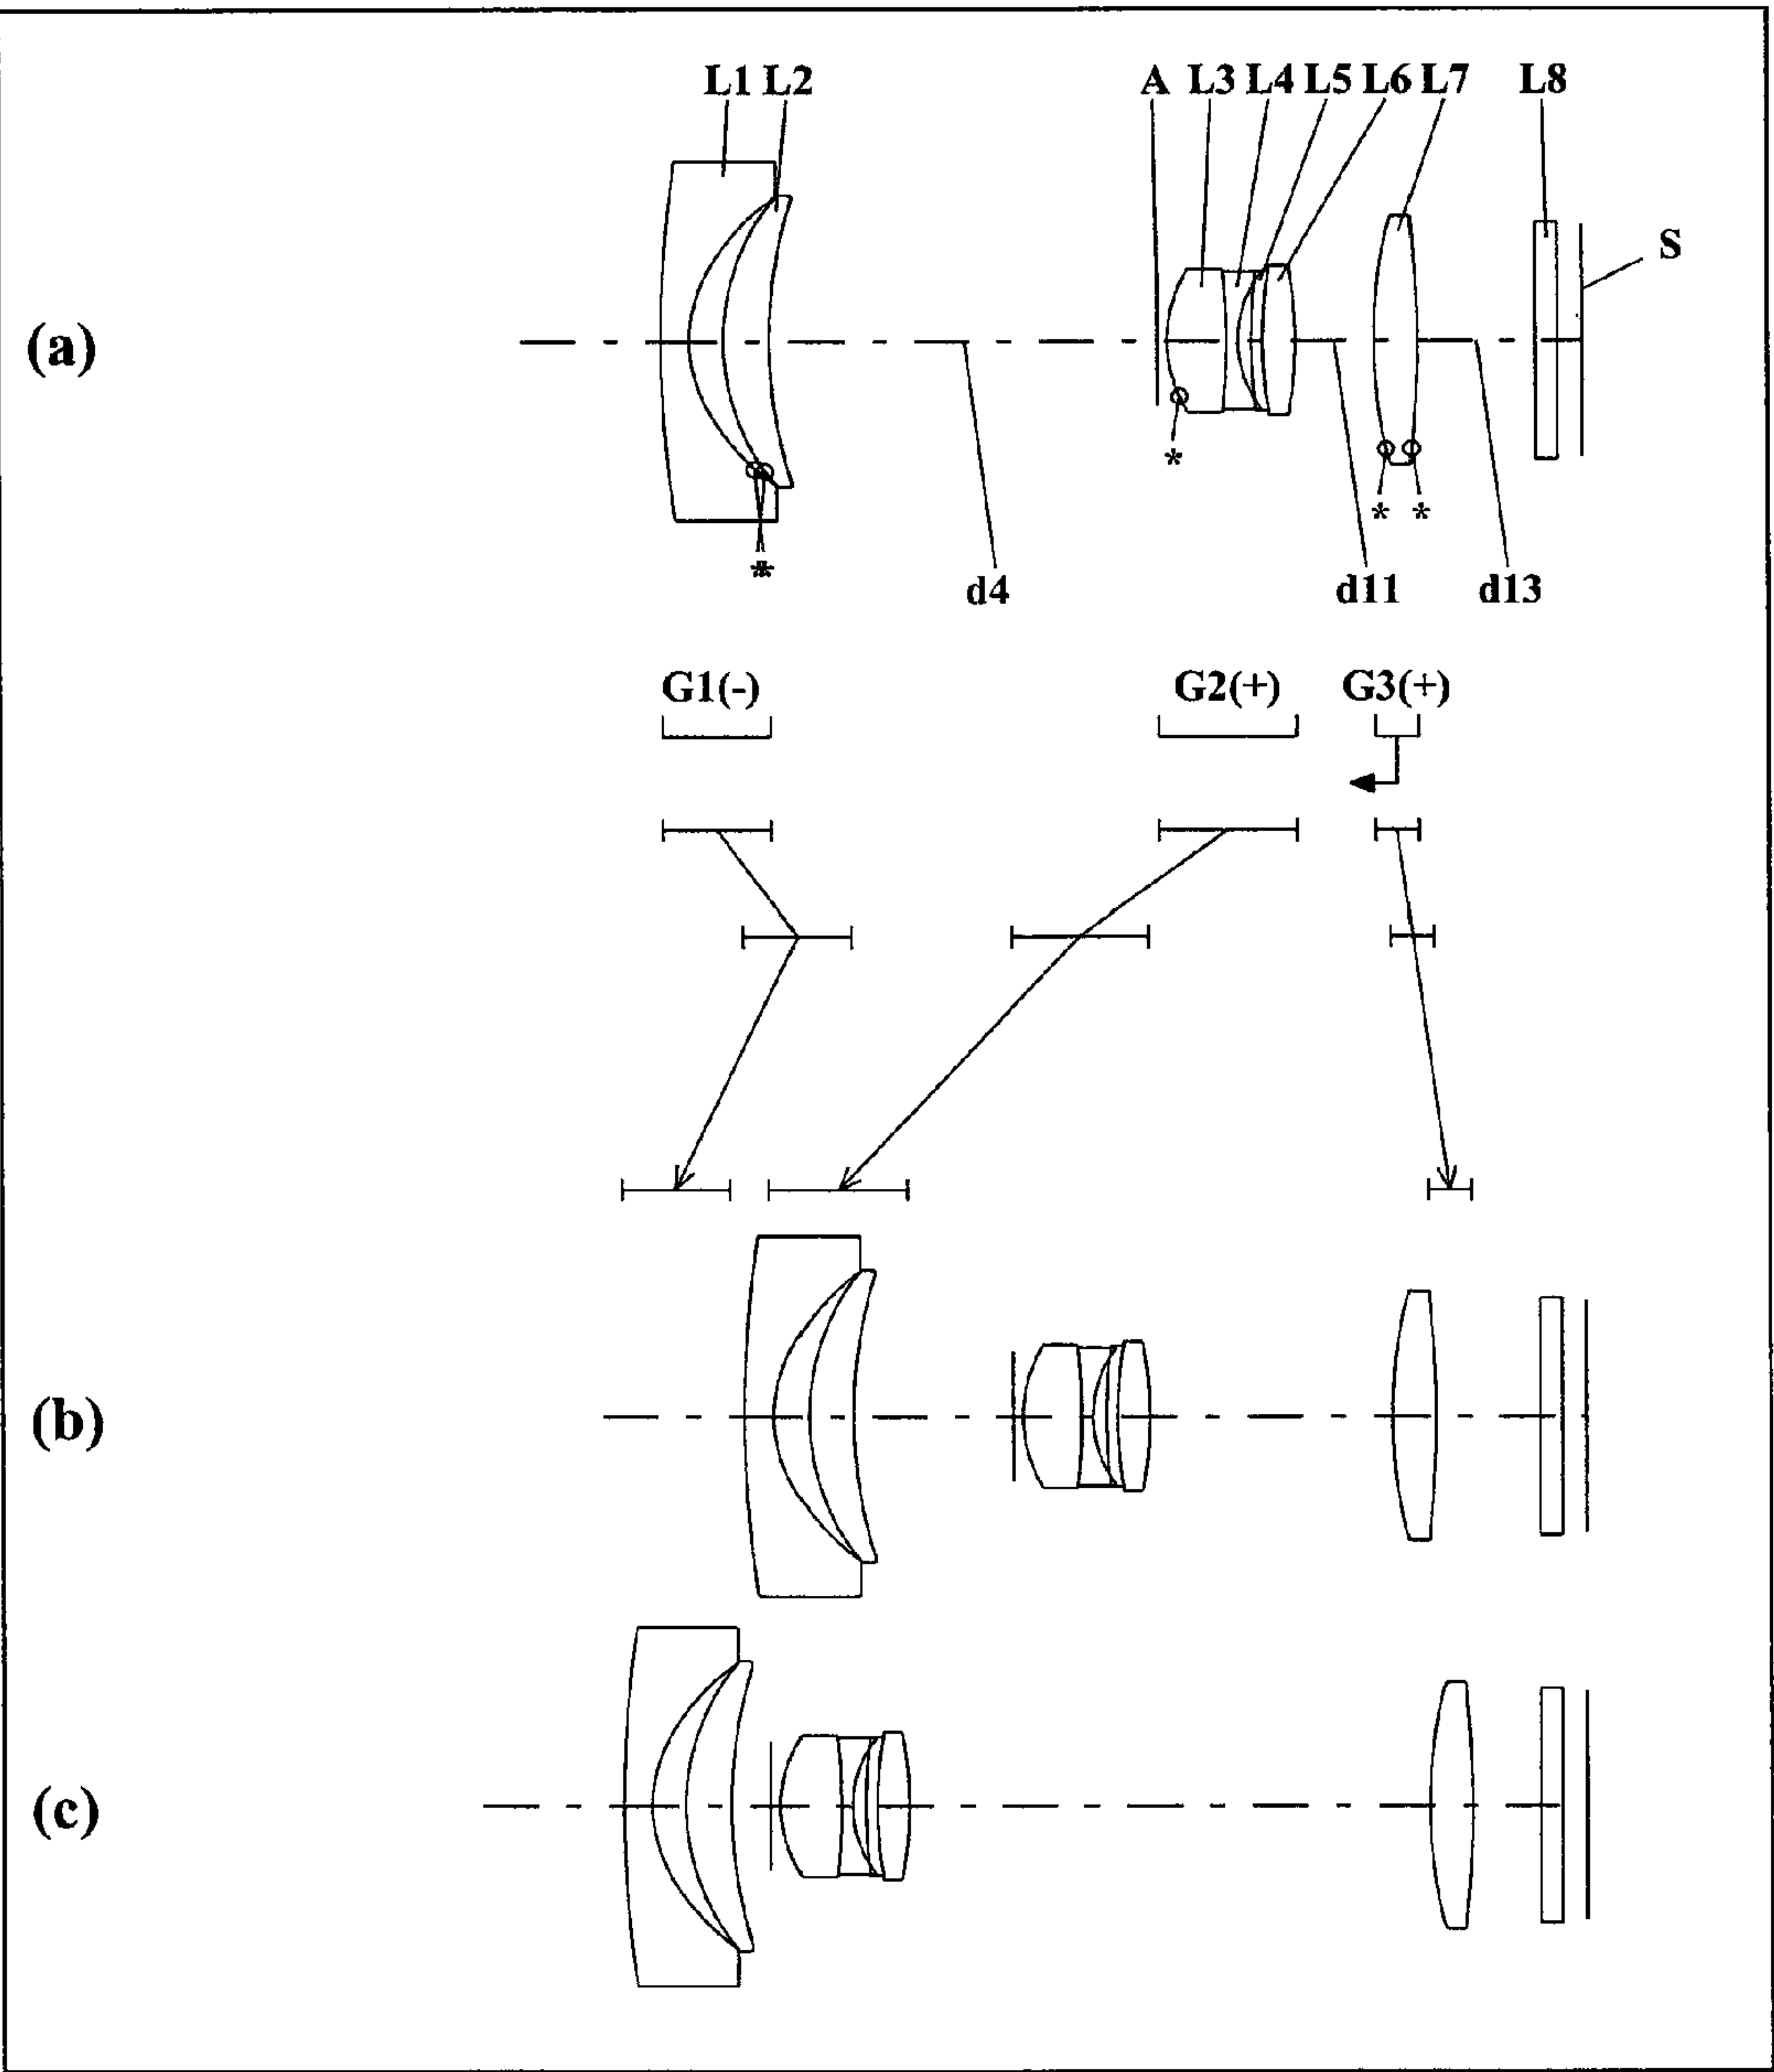 L1 L2 A L3 L4 L5 L6 L7 L8
S
(a)
*
* *
*
d4 d11 d13
G1(-) G2(+) G3(+)
(b)
(c)